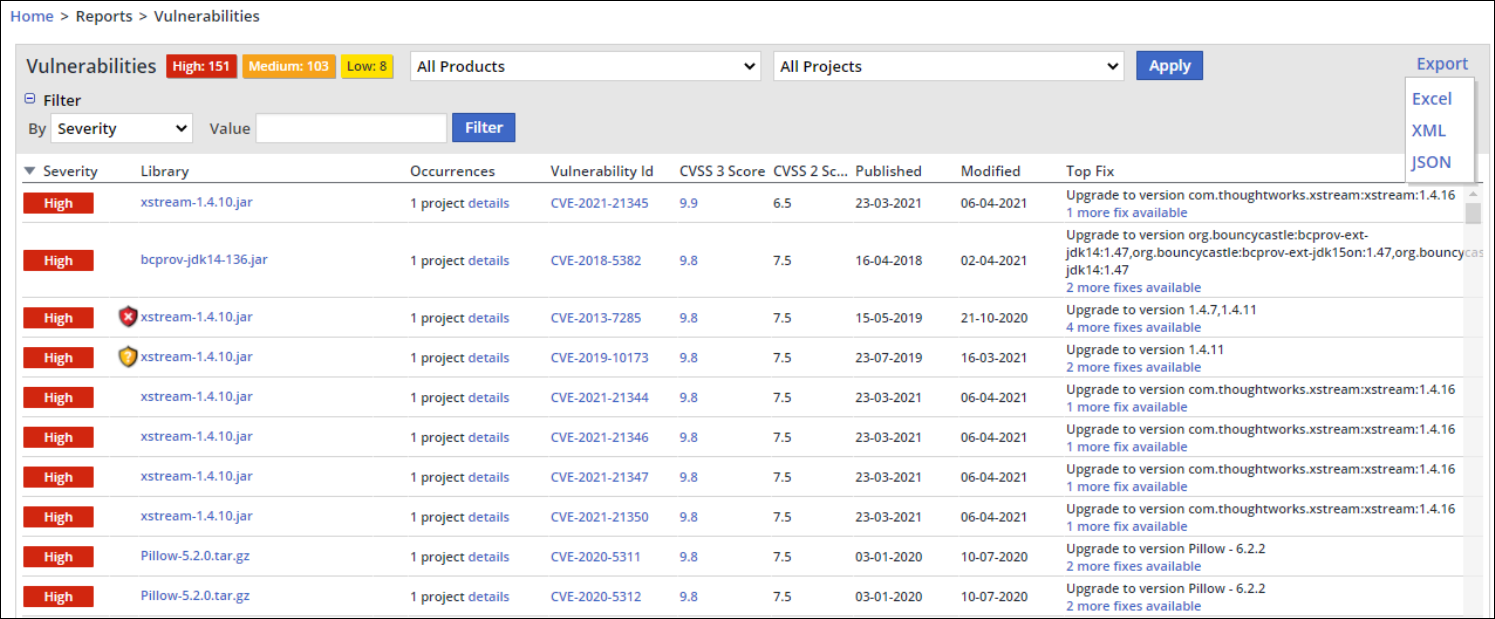 Home > Reports > Vulnerabilities
Vulnerabilities High: 151 Medium: 103 Low: 8 All Products All Projects Apply Export
Excel
XML
JSON
Filter
By Severity Value Filter
Severity Library Occurrences Vulnerability Id CVSS 3 Score CVSS 2 Sc... Published Modified Top Fix
High xstream-1.4.10.jar 1 project details CVE-2021-21345 9.9 6.5 23-03-2021 06-04-2021 Upgrade to version com.thoughtworks.xstream:xstream:1.4.16
1 more fix available
High bcprov-jdk14-136.jar 1 project details CVE-2018-5382 9.8 7.5 16-04-2018 02-04-2021 Upgrade to version org.bouncycastle:bcprov-ext-
jdk14:1.47,org.bouncycastle:bcprov-ext-jdk15on:1.47,org.bouncycas
jdk14:1.47
2 more fixes available
High xstream-1.4.10.jar 1 project details CVE-2013-7285 9.8 7.5 15-05-2019 21-10-2020 Upgrade to version 1.4.7,1.4.11
4 more fixes available
High ? xstream-1.4.10.jar 1 project details CVE-2019-10173 9.8 7.5 23-07-2019 16-03-2021 Upgrade to version 1.4.11
2 more fixes available
High xstream-1.4.10.jar 1 project details CVE-2021-21344 9.8 7.5 23-03-2021 06-04-2021 Upgrade to version com.thoughtworks.xstream:xstream:1.4.16
1 more fix available
High xstream-1.4.10.jar 1 project details CVE-2021-21346 9.8 7.5 23-03-2021 06-04-2021 Upgrade to version com.thoughtworks.xstream:xstream:1.4.16
1 more fix available
High xstream-1.4.10.jar 1 project details CVE-2021-21347 9.8 7.5 23-03-2021 06-04-2021 Upgrade to version com.thoughtworks.xstream:xstream:1.4.16
1 more fix available
High xstream-1.4.10.jar 1 project details CVE-2021-21350 9.8 7.5 23-03-2021 06-04-2021 Upgrade to version com.thoughtworks.xstream:xstream:1.4.16
1 more fix available
High Pillow-5.2.0.tar.gz 1 project details CVE-2020-5311 9.8 7.5 03-01-2020 10-07-2020 Upgrade to version Pillow - 6.2.2
2 more fixes available
High Pillow-5.2.0.tar.gz 1 project details CVE-2020-5312 9.8 7.5 03-01-2020 10-07-2020 Upgrade to version Pillow - 6.2.2
2 more fixes available